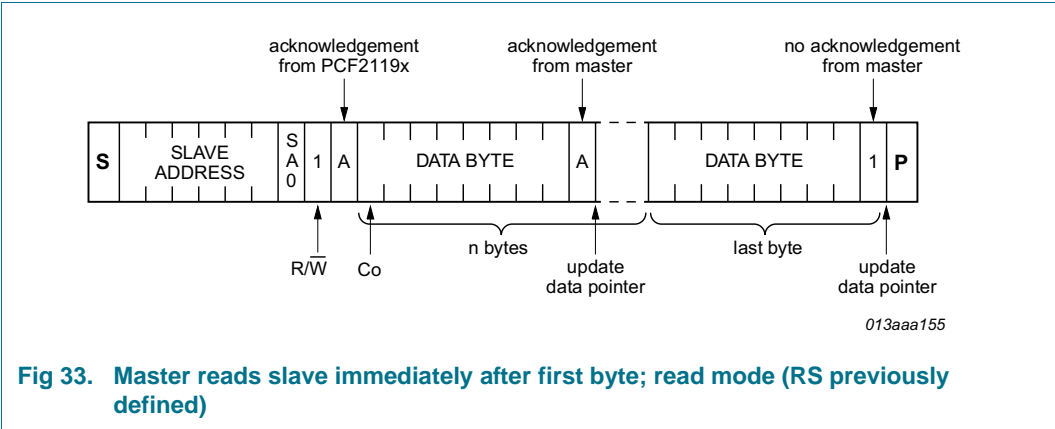 acknowledgement
from PCF2119x
acknowledgement
from master
no acknowledgement
from master
S
SLAVE
ADDRESS
S
A
0
1
A
DATA BYTE
A
DATA BYTE
1
P
R/W̅
Co
n bytes
update
data pointer
last byte
update
data pointer
013aaa155
Fig 33. Master reads slave immediately after first byte; read mode (RS previously
defined)